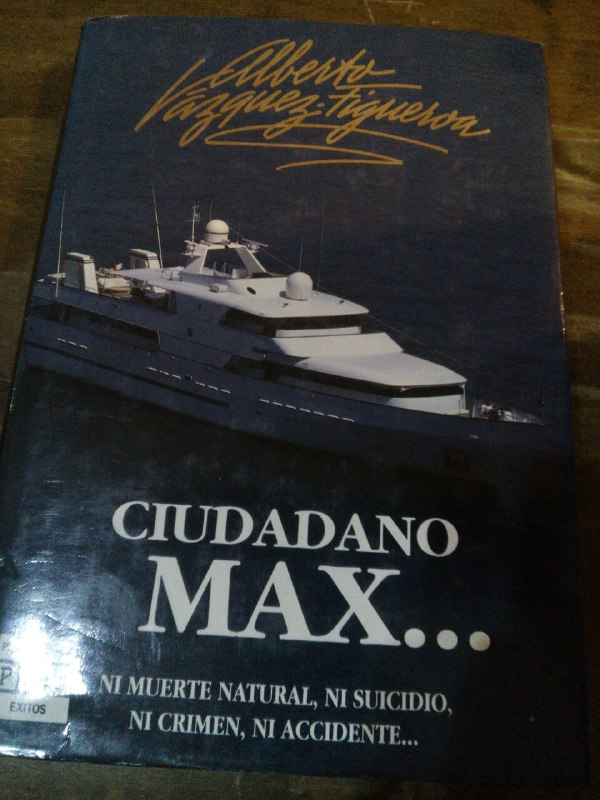 Alberto
Vázquez-Figueroa
CIUDADANO
MAX...
NI MUERTE NATURAL, NI SUICIDIO,
NI CRIMEN, NI ACCIDENTE...
P
P
ÉXITOS